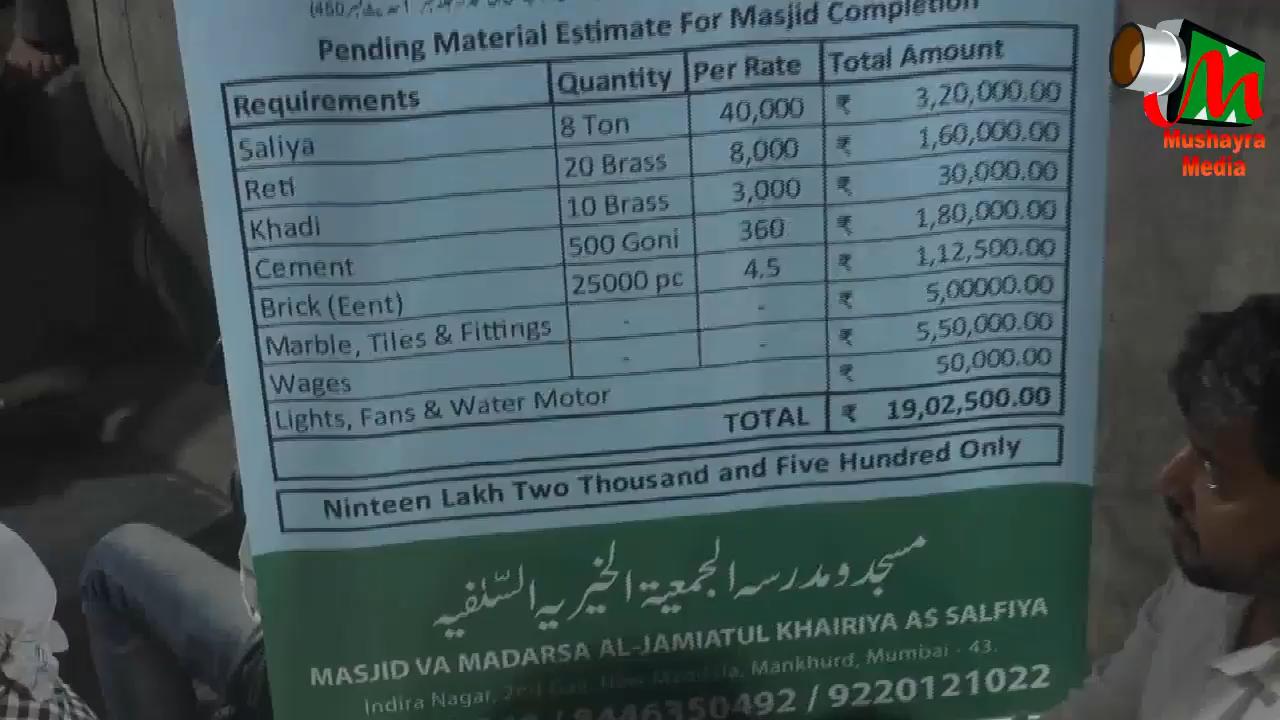 Pending Material Estimate For Masjid Completion
Requirements Quantity Per Rate Total Amount
Saliya 8 Ton 40,000 ₹ 3,20,000.00
Reti 20 Brass 8,000 ₹ 1,60,000.00
Khadi 10 Brass 3,000 ₹ 30,000.00
Cement 500 Goni 360 ₹ 1,80,000.00
Brick (Eent) 25000 pc 4.5 ₹ 1,12,500.00
Marble, Tiles & Fittings - - ₹ 5,00000.00
Wages - - ₹ 5,50,000.00
Lights, Fans & Water Motor ₹ 50,000.00
TOTAL ₹ 19,02,500.00
Ninteen Lakh Two Thousand and Five Hundred Only
مسجد و مدرسہ الجمعیۃ الخیریہ السّلفیہ
MASJID VA MADARSA AL-JAMIATUL KHAIRIYA AS SALFIYA
Indira Nagar, 2nd Mankhurd, Mumbai - 43.
8446350492 / 9220121022
M
Mushayra
Media